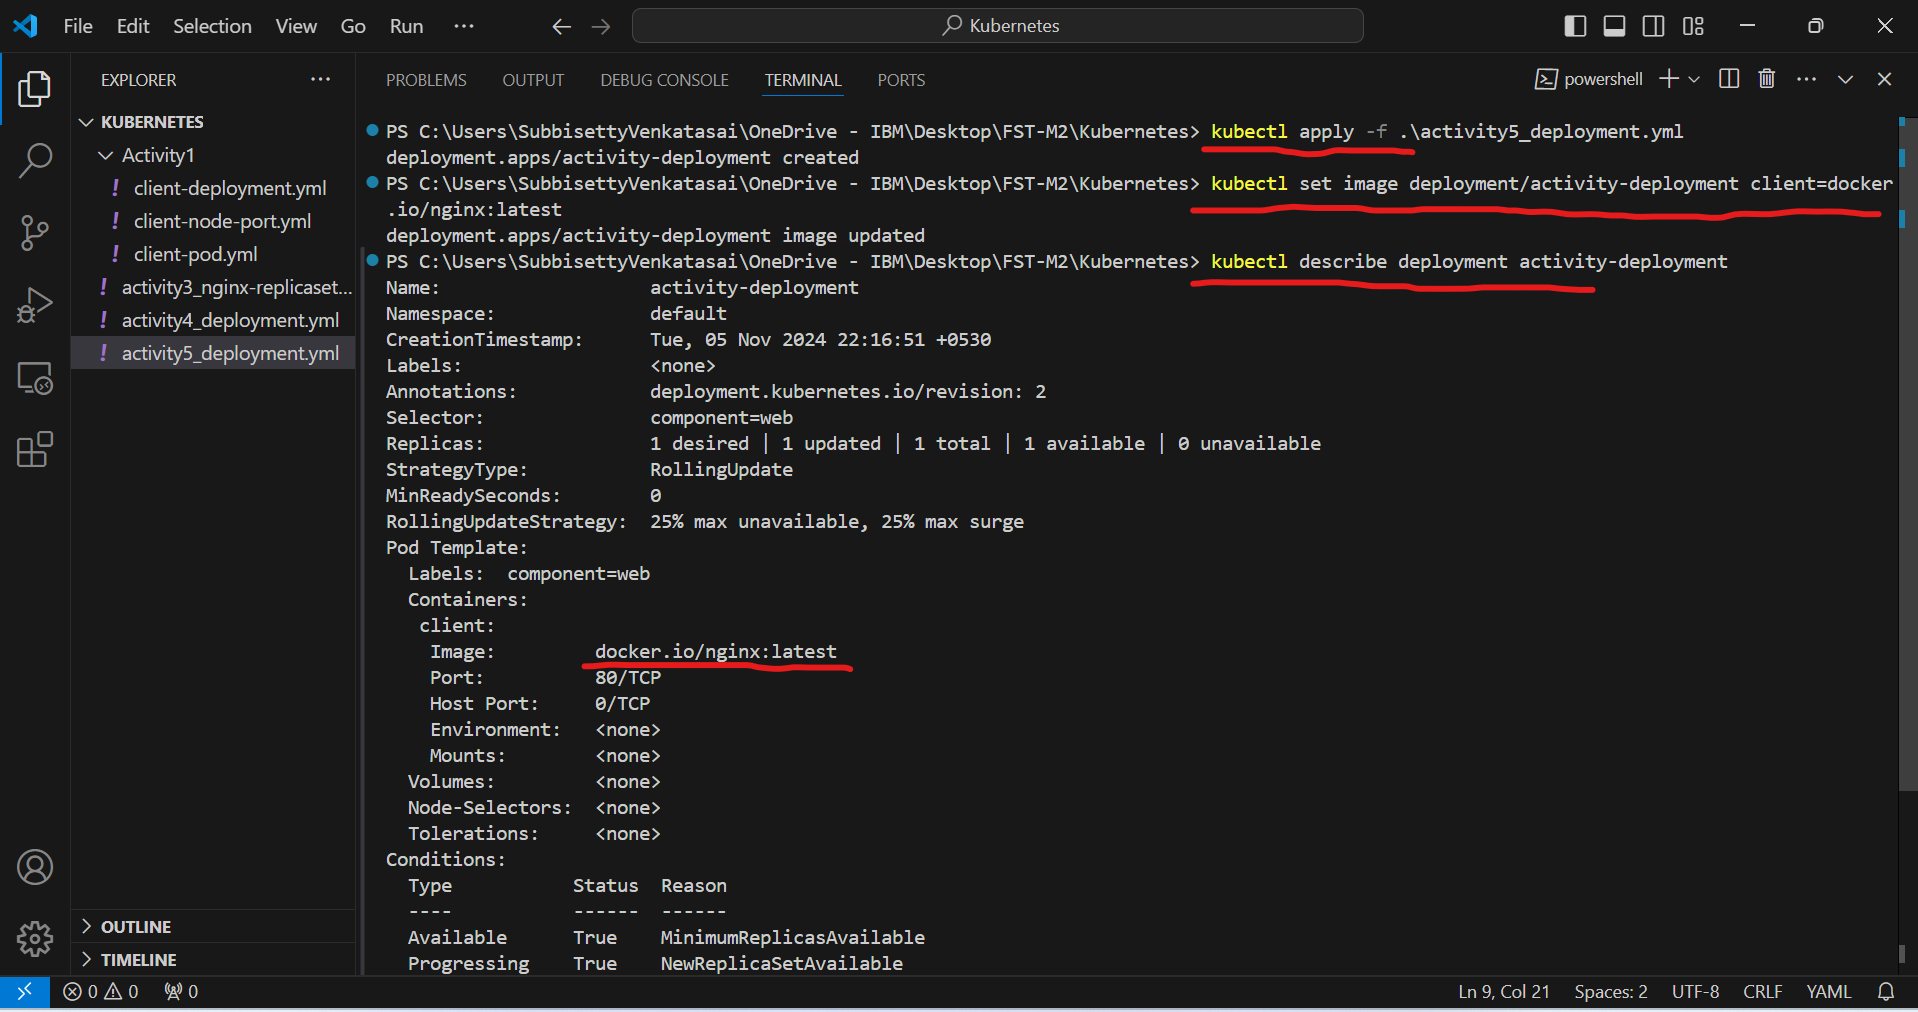 File Edit Selection View Go Run ···
Kubernetes
EXPLORER ···
KUBERNETES
Activity1
! client-deployment.yml
! client-node-port.yml
! client-pod.yml
! activity3_nginx-replicaset...
! activity4_deployment.yml
! activity5_deployment.yml
OUTLINE
TIMELINE
PROBLEMS OUTPUT DEBUG CONSOLE TERMINAL PORTS
powershell
PS C:\Users\SubbisettyVenkatasai\OneDrive - IBM\Desktop\FST-M2\Kubernetes> kubectl apply -f .\activity5_deployment.yml
deployment.apps/activity-deployment created
PS C:\Users\SubbisettyVenkatasai\OneDrive - IBM\Desktop\FST-M2\Kubernetes> kubectl set image deployment/activity-deployment client=docker
.io/nginx:latest
deployment.apps/activity-deployment image updated
PS C:\Users\SubbisettyVenkatasai\OneDrive - IBM\Desktop\FST-M2\Kubernetes> kubectl describe deployment activity-deployment
Name: activity-deployment
Namespace: default
CreationTimestamp: Tue, 05 Nov 2024 22:16:51 +0530
Labels: <none>
Annotations: deployment.kubernetes.io/revision: 2
Selector: component=web
Replicas: 1 desired | 1 updated | 1 total | 1 available | 0 unavailable
StrategyType: RollingUpdate
MinReadySeconds: 0
RollingUpdateStrategy: 25% max unavailable, 25% max surge
Pod Template:
Labels: component=web
Containers:
client:
Image: docker.io/nginx:latest
Port: 80/TCP
Host Port: 0/TCP
Environment: <none>
Mounts: <none>
Volumes: <none>
Node-Selectors: <none>
Tolerations: <none>
Conditions:
Type Status Reason
---- ------ ------
Available True MinimumReplicasAvailable
Progressing True NewReplicaSetAvailable
0 0 0 Ln 9, Col 21 Spaces: 2 UTF-8 CRLF YAML